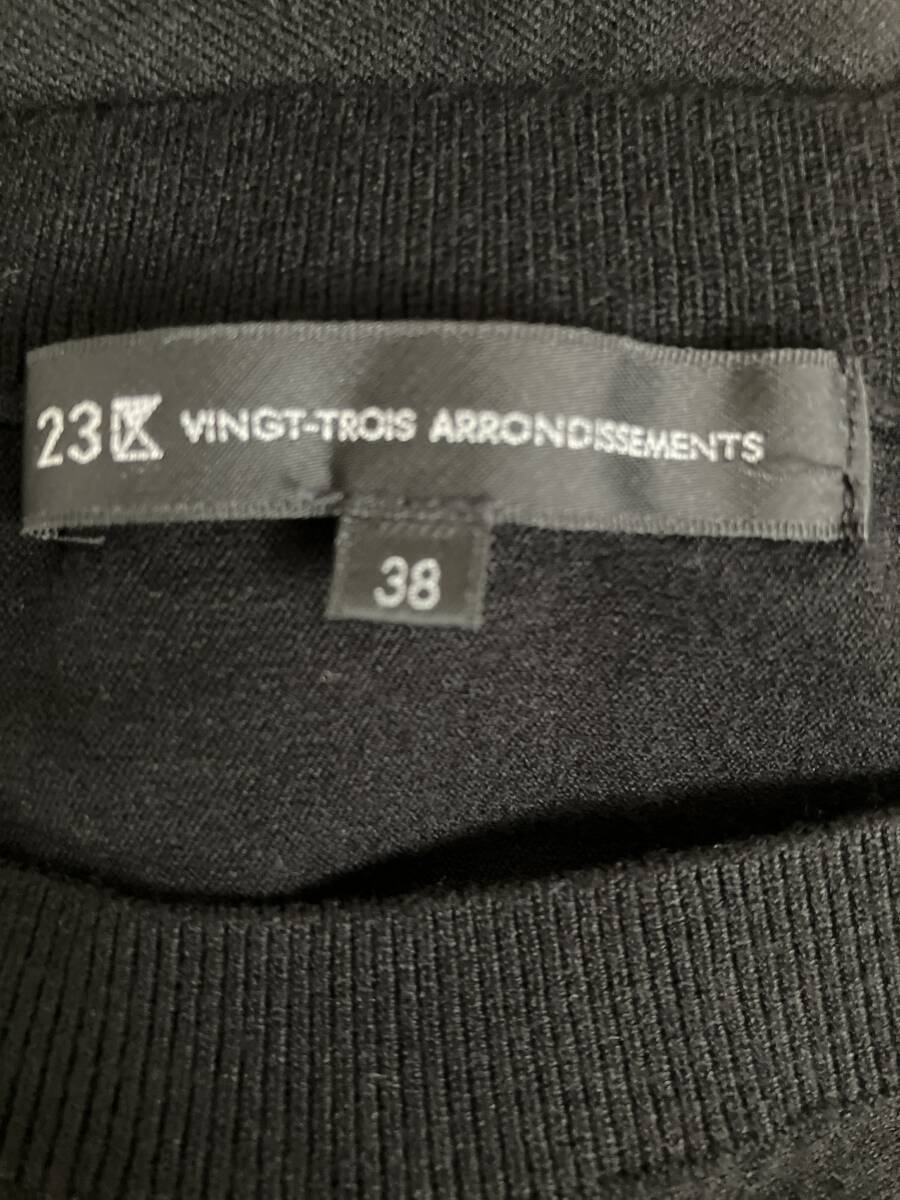 23区 VINGT-TROIS ARRONDISSEMENTS
38